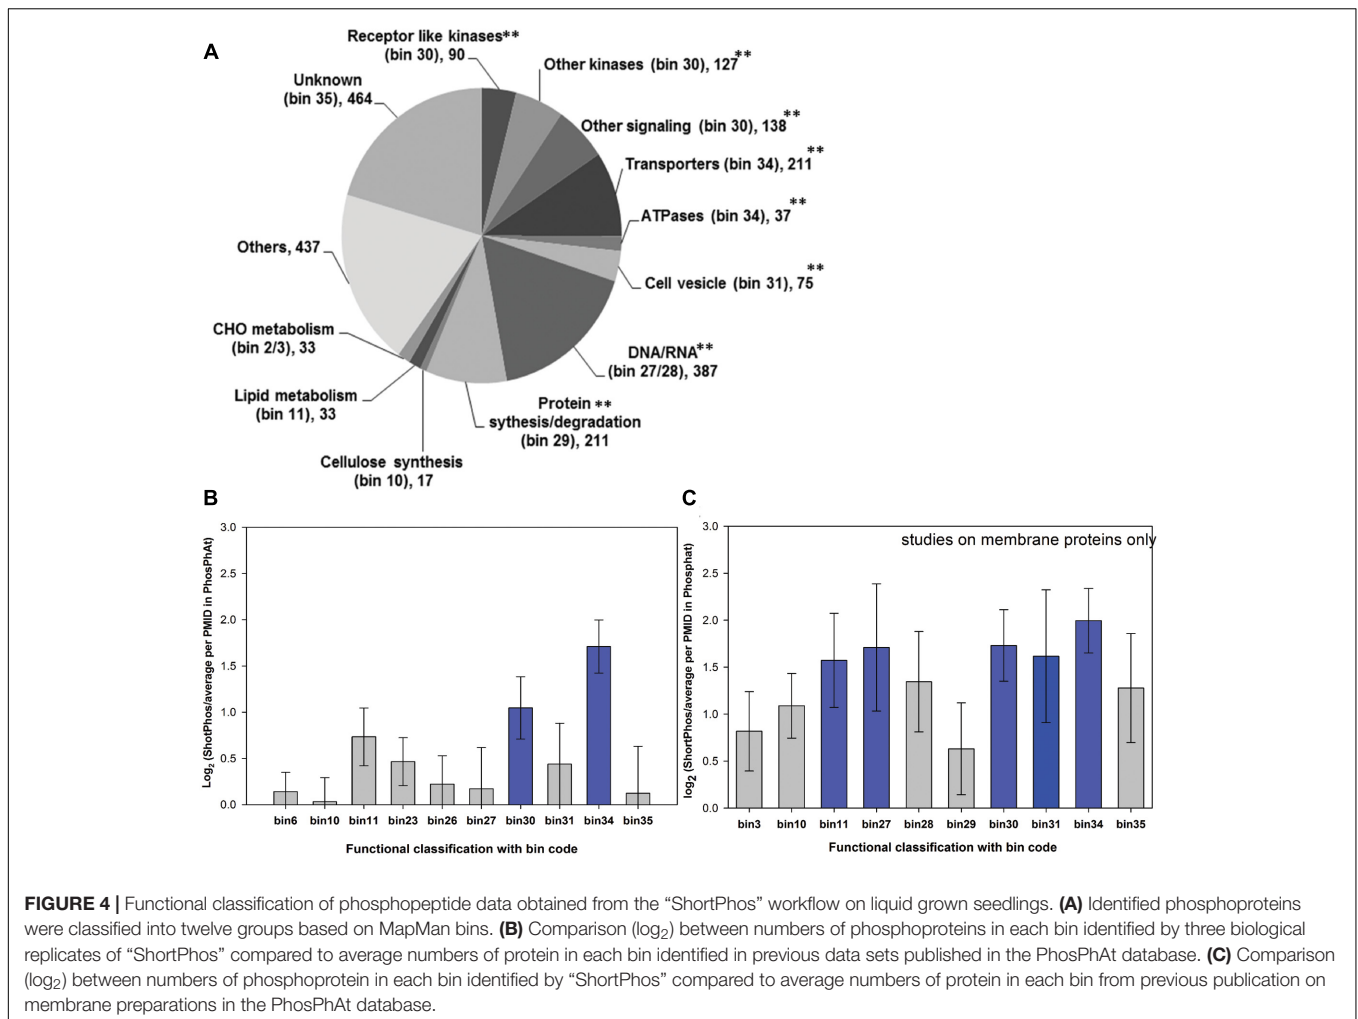 A
Receptor like kinases**
(bin 30), 90
Other kinases (bin 30), 127**
Unknown
(bin 35), 464
Other signaling (bin 30), 138**
Transporters (bin 34), 211**
ATPases (bin 34), 37**
Others, 437
Cell vesicle (bin 31), 75**
CHO metabolism
(bin 2/3), 33
DNA/RNA**
(bin 27/28), 387
Lipid metabolism
(bin 11), 33
Protein **
sythesis/degradation
(bin 29), 211
Cellulose synthesis
(bin 10), 17
B
Log2 (ShotPhos/average per PMID in PhosPhAt)
3.0
2.5
2.0
1.5
1.0
0.5
0.0
bin6 bin10 bin11 bin23 bin26 bin27 bin30 bin31 bin34 bin35
Functional classification with bin code
C
log2 (ShortPhos/average per PMID in Phosphat)
studies on membrane proteins only
3.0
2.5
2.0
1.5
1.0
0.5
0.0
bin3 bin10 bin11 bin27 bin28 bin29 bin30 bin31 bin34 bin35
Functional classification with bin code
FIGURE 4 | Functional classification of phosphopeptide data obtained from the “ShortPhos” workflow on liquid grown seedlings. (A) Identified phosphoproteins
were classified into twelve groups based on MapMan bins. (B) Comparison (log2) between numbers of phosphoproteins in each bin identified by three biological
replicates of “ShortPhos” compared to average numbers of protein in each bin identified in previous data sets published in the PhosPhAt database. (C) Comparison
(log2) between numbers of phosphoprotein in each bin identified by “ShortPhos” compared to average numbers of protein in each bin from previous publication on
membrane preparations in the PhosPhAt database.